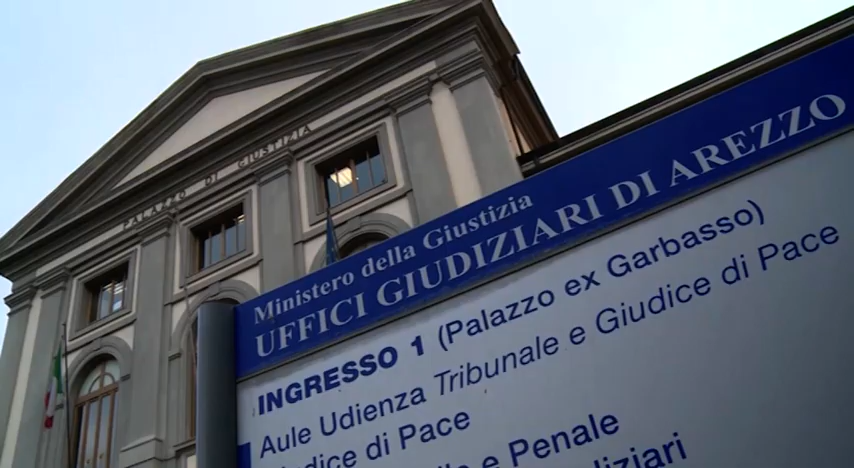 PALAZZO DI GIUSTIZIA
Ministero della Giustizia
UFFICI GIUDIZIARI DI AREZZO
INGRESSO 1 (Palazzo ex Garbasso)
Aule Udienza Tribunale e Giudice di Pace
Giudice di Pace
e Penale